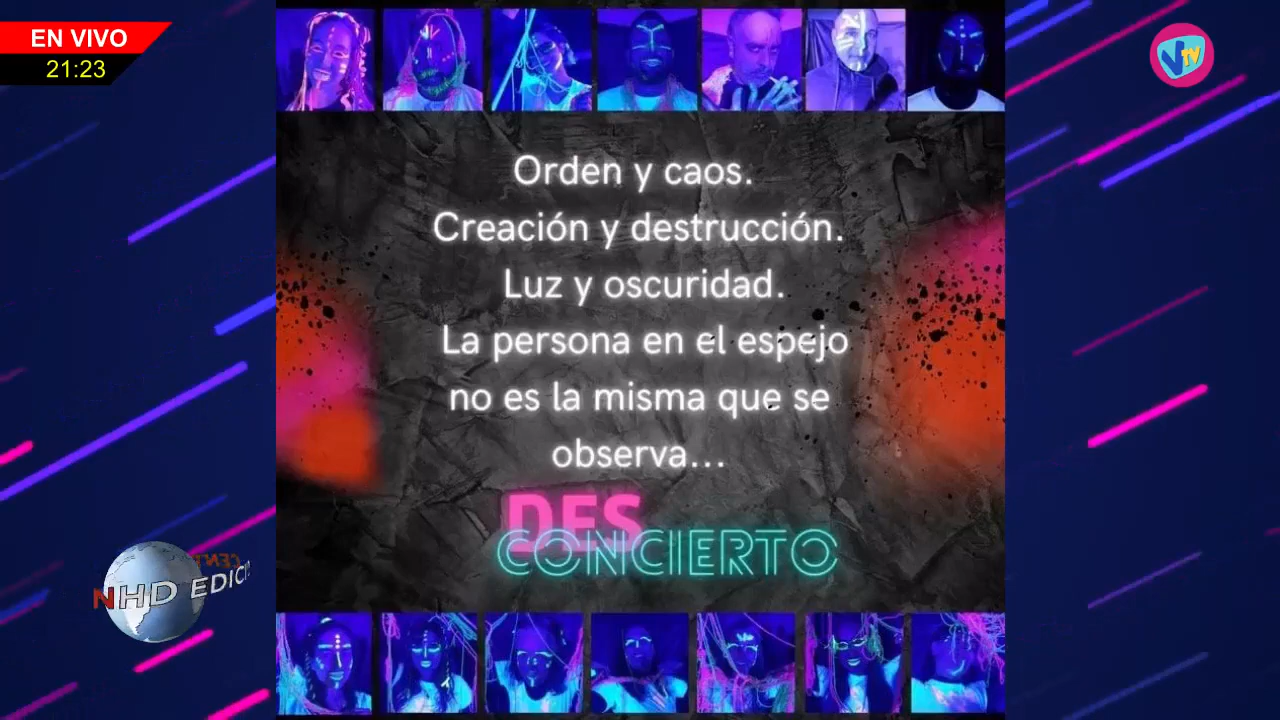 EN VIVO
21:23
VTV
Orden y caos.
Creación y destrucción.
Luz y oscuridad.
La persona en el espejo
no es la misma que se
observa...
DES
CONCIERTO
NHD EDICI